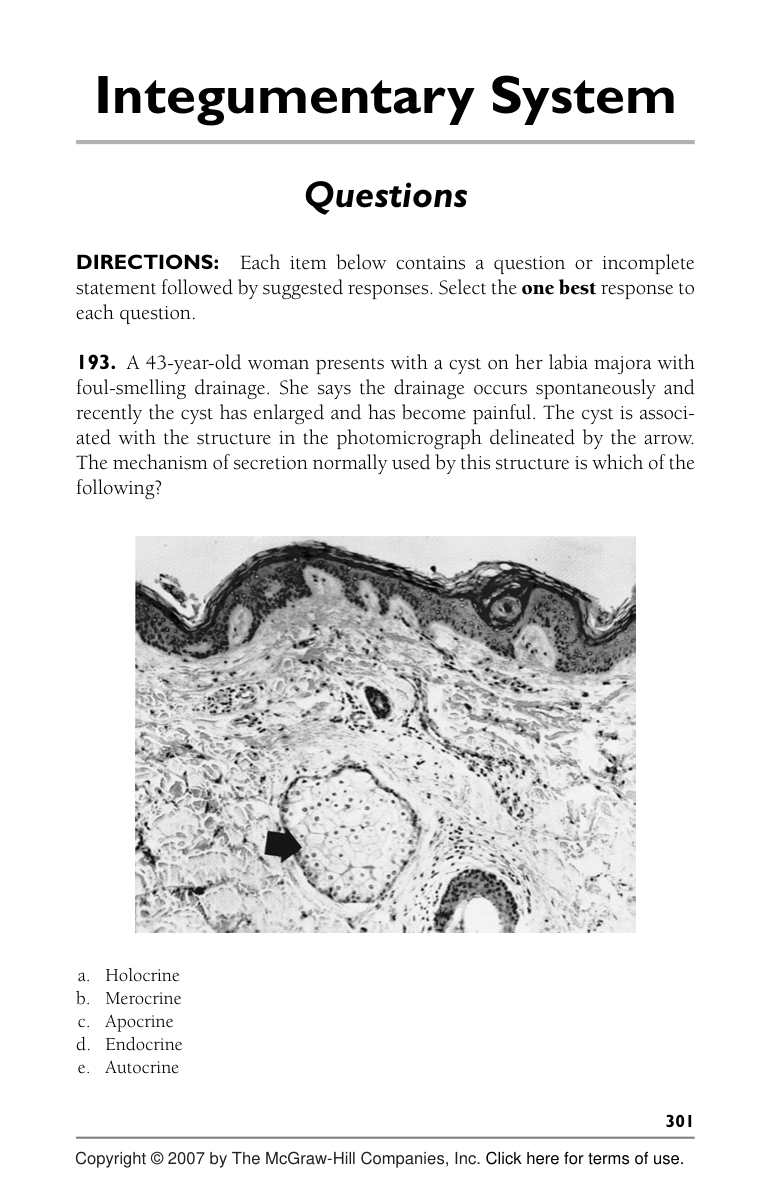 Integumentary System
Questions
DIRECTIONS: Each item below contains a question or incomplete
statement followed by suggested responses. Select the one best response to
each question.
193. A 43-year-old woman presents with a cyst on her labia majora with
foul-smelling drainage. She says the drainage occurs spontaneously and
recently the cyst has enlarged and has become painful. The cyst is associ-
ated with the structure in the photomicrograph delineated by the arrow.
The mechanism of secretion normally used by this structure is which of the
following?
a. Holocrine
b. Merocrine
c. Apocrine
d. Endocrine
e. Autocrine
301
Copyright © 2007 by The McGraw-Hill Companies, Inc. Click here for terms of use.